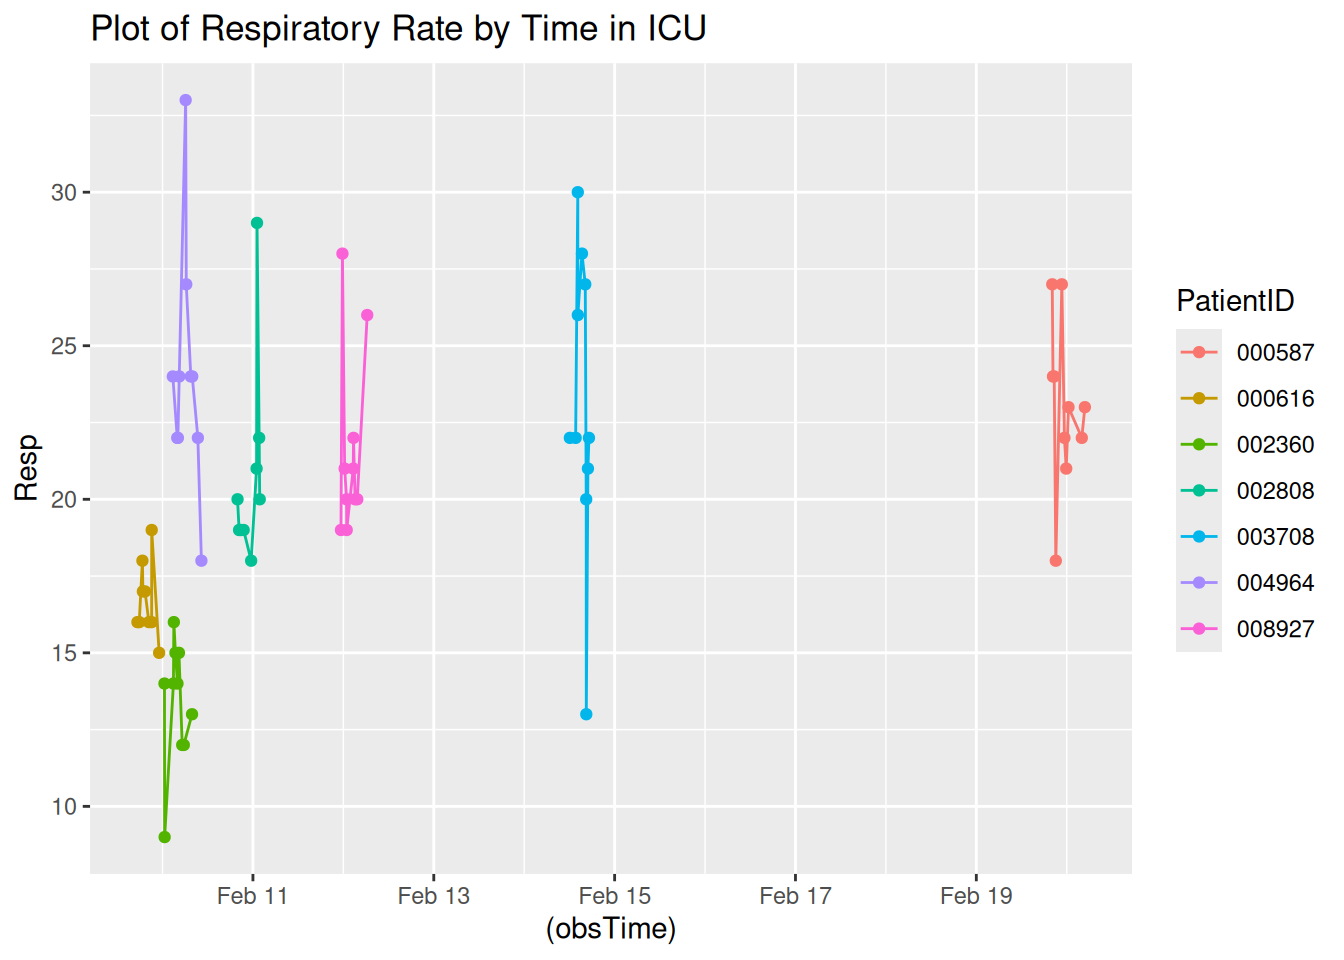 Plot of Respiratory Rate by Time in ICU
Resp
30
25
20
15
10
Feb 11
Feb 13
Feb 15
Feb 17
Feb 19
(obsTime)
PatientID
000587
000616
002360
002808
003708
004964
008927